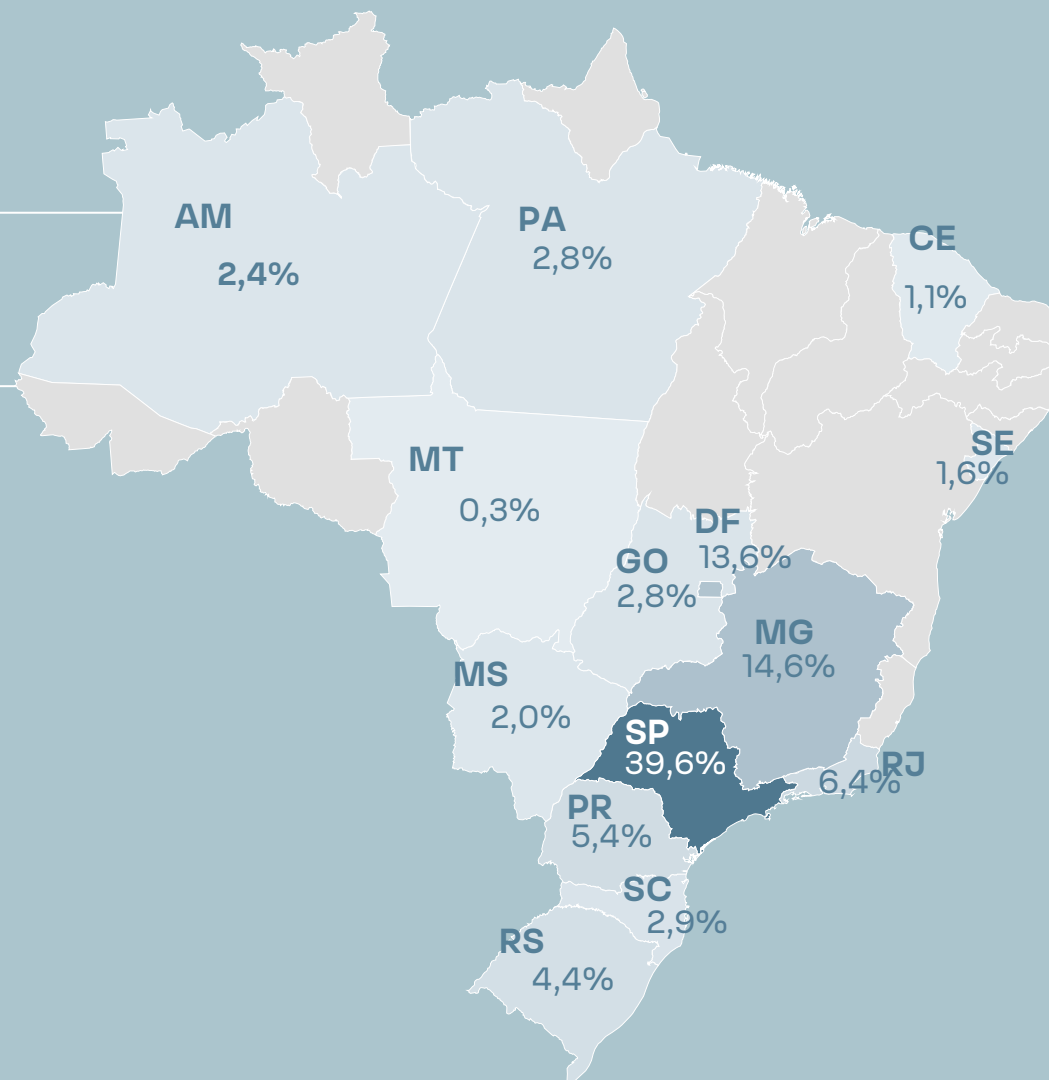 AM
2,4%
PA
2,8%
CE
1,1%
MT
0,3%
SE
1,6%
DF
13,6%
GO
2,8%
MG
14,6%
MS
2,0%
SP
39,6%
RJ
6,4%
PR
5,4%
SC
2,9%
RS
4,4%